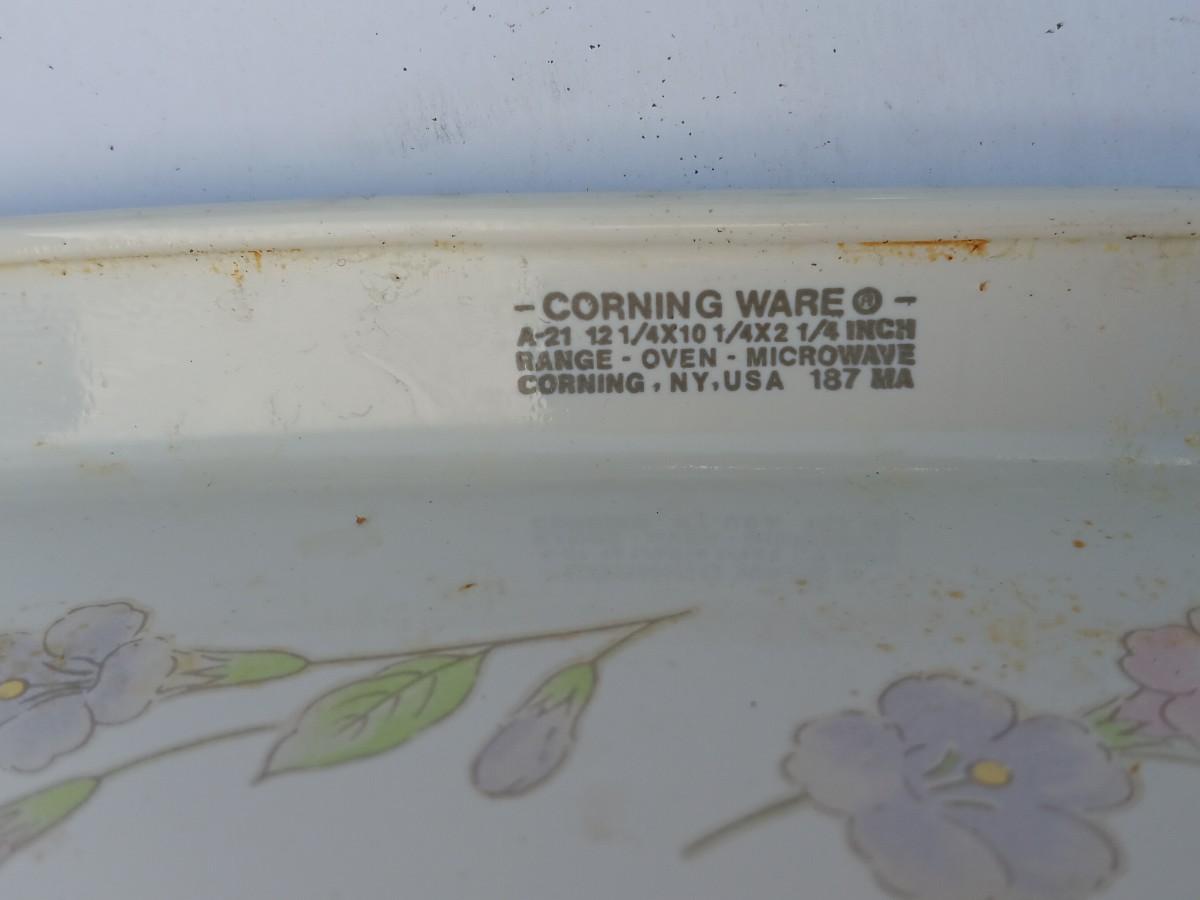 -CORNING WARE® -
A-21 12 1/4X10 1/4X2 1/4 INCH
RANGE - OVEN - MICROWAVE
CORNING, NY, USA 187 MA